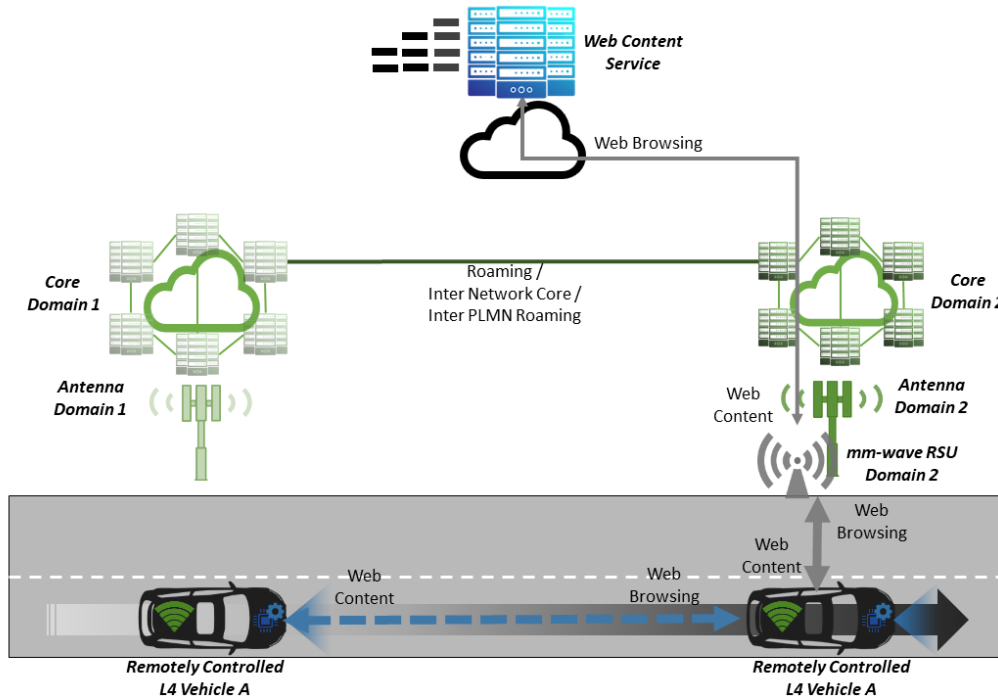 Web Content
Service
Web Browsing
Core
Domain 1
Roaming /
Inter Network Core /
Inter PLMN Roaming
Core
Domain 2
Antenna
Domain 1
Web
Content
Antenna
Domain 2
mm-wave RSU
Domain 2
Web
Browsing
Web
Content
Web
Content
Web
Browsing
Remotely Controlled
L4 Vehicle A
Remotely Controlled
L4 Vehicle A